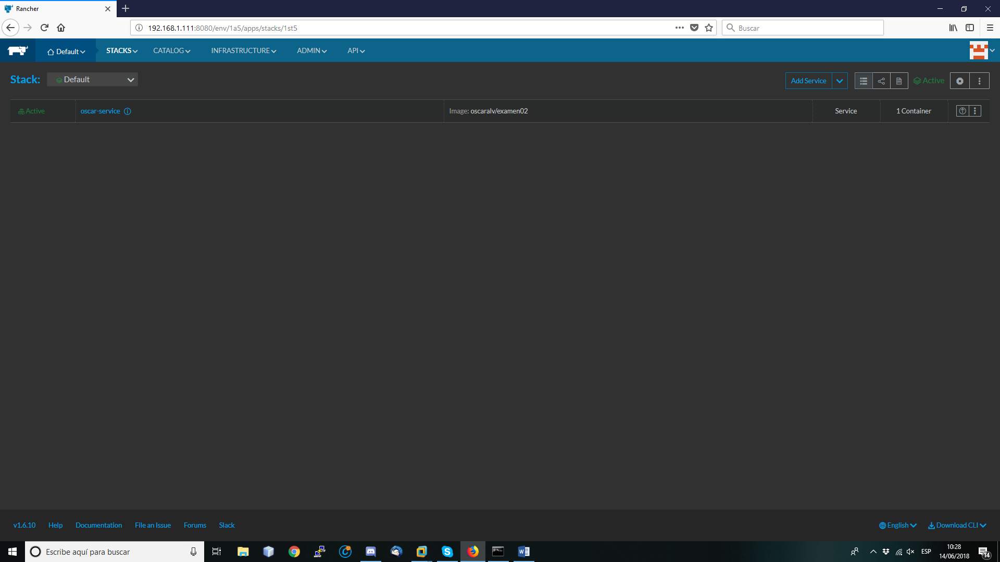 Rancher
192.168.1.111:8080/env/1a5/apps/stacks/1st5
Buscar
Default
STACKS
CATALOG
INFRASTRUCTURE
ADMIN
API
Stack:
Default
Add Service
Active
Active
oscar-service
Image: oscaralv/examen02
Service
1 Container
v1.6.10
Help
Documentation
File an Issue
Forums
Slack
English
Download CLI
Escribe aquí para buscar
ESP
10:28
14/06/2018
14